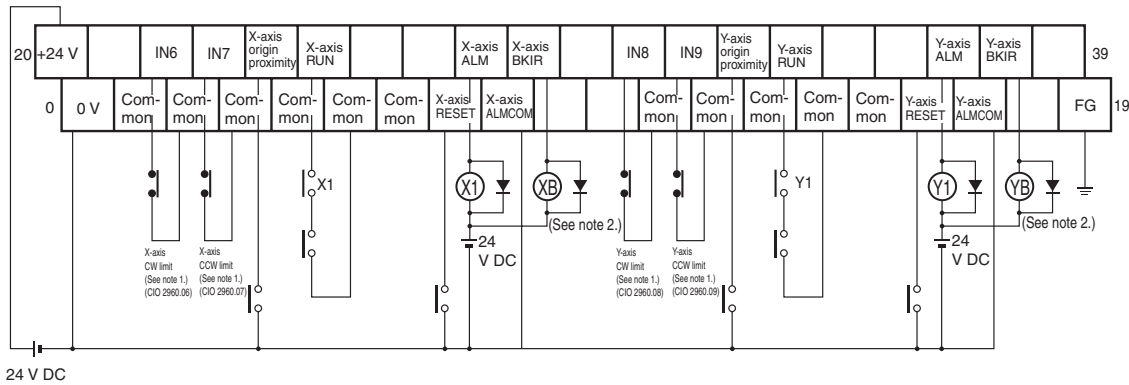 20
+24 V
IN6
IN7
X-axis
origin
proximity
X-axis
RUN
X-axis
ALM
X-axis
BKIR
IN8
IN9
Y-axis
origin
proximity
Y-axis
RUN
Y-axis
ALM
Y-axis
BKIR
39
0
0 V
Com-
mon
Com-
mon
Com-
mon
Com-
mon
Com-
mon
Com-
mon
X-axis
RESET
X-axis
ALMCOM
Com-
mon
Com-
mon
Com-
mon
Com-
mon
Com-
mon
Y-axis
RESET
Y-axis
ALMCOM
FG
19
X1
X1
XB
Y1
Y1
YB
(See note 2.)
(See note 2.)
24
V DC
24
V DC
X-axis
CW limit
(See note 1.)
(CIO 2960.06)
X-axis
CCW limit
(See note 1.)
(CIO 2960.07)
Y-axis
CW limit
(See note 1.)
(CIO 2960.08)
Y-axis
CCW limit
(See note 1.)
(CIO 2960.09)
24 V DC